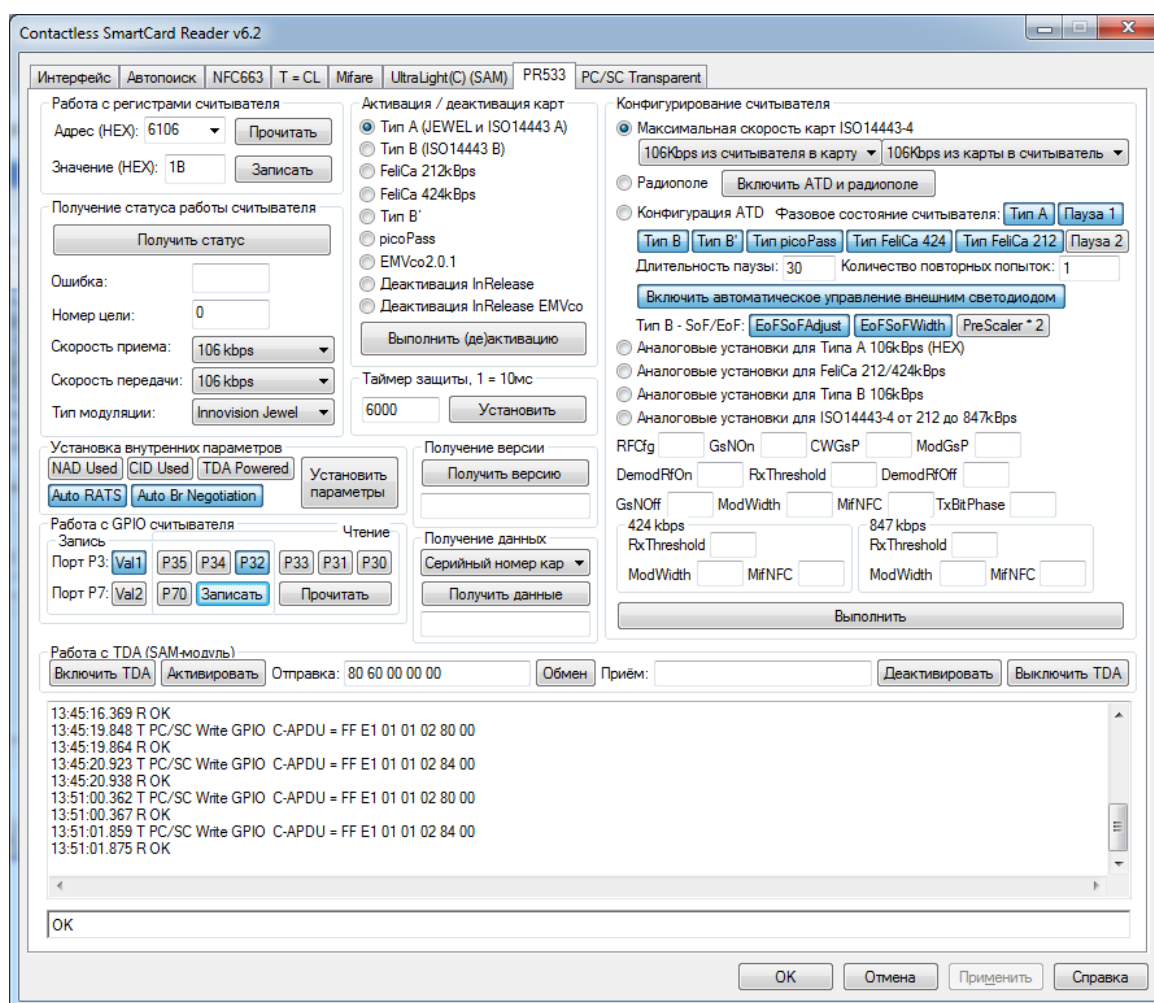 Contactless SmartCard Reader v6.2
Интерфейс Автопоиск NFC663 T = CL Mifare UltraLight(C) (SAM) PR533 PC/SC Transparent
Работа с регистрами считывателя
Адрес (HEX): 6106 Прочитать
Значение (HEX): 1B Записать
Получение статуса работы считывателя
Получить статус
Ошибка:
Номер цели: 0
Скорость приема: 106 kbps
Скорость передачи: 106 kbps
Тип модуляции: Innovision Jewel
Активация / деактивация карт
Тип А (JEWEL и ISO14443 A)
Тип В (ISO14443 B)
FeliCa 212kBps
FeliCa 424kBps
Тип B'
picoPass
EMVco2.0.1
Деактивация InRelease
Деактивация InRelease EMVco
Выполнить (де)активацию
Таймер защиты, 1 = 10мс
6000 Установить
Конфигурирование считывателя
Максимальная скорость карт ISO14443-4
106Kbps из считывателя в карту 106Kbps из карты в считыватель
Радиополе Включить ATD и радиополе
Конфигурация ATD Фазовое состояние считывателя: Тип А Пауза 1
Тип В Тип B' Тип picoPass Тип FeliCa 424 Тип FeliCa 212 Пауза 2
Длительность паузы: 30 Количество повторных попыток: 1
Включить автоматическое управление внешним светодиодом
Тип В - SoF/EoF: EoFSoFAdjust EoFSoFWidth PreScaler * 2
Аналоговые установки для Типа А 106kBps (HEX)
Аналоговые установки для FeliCa 212/424kBps
Аналоговые установки для Типа В 106kBps
Аналоговые установки для ISO14443-4 от 212 до 847kBps
RFCfg GsNOn CWGsP ModGsP
DemodRfOn RxThreshold DemodRfOff
GsNOff ModWidth MifNFC TxBitPhase
424 kbps 847 kbps
RxThreshold RxThreshold
ModWidth MifNFC ModWidth MifNFC
Выполнить
Установка внутренних параметров
NAD Used CID Used TDA Powered
Auto RATS Auto Br Negotiation
Установить
параметры
Получение версии
Получить версию
Работа с GPIO считывателя
Запись Чтение
Порт P3: Val1 P35 P34 P32 P33 P31 P30
Порт P7: Val2 P70 Записать Прочитать
Получение данных
Серийный номер кар
Получить данные
Работа с TDA (SAM-модуль)
Включить TDA Активировать Отправка: 80 60 00 00 00 Обмен Приём: Деактивировать Выключить TDA
13:45:16.369 R OK
13:45:19.848 T PC/SC Write GPIO C-APDU = FF E1 01 01 02 80 00
13:45:19.864 R OK
13:45:20.923 T PC/SC Write GPIO C-APDU = FF E1 01 01 02 84 00
13:45:20.938 R OK
13:51:00.362 T PC/SC Write GPIO C-APDU = FF E1 01 01 02 80 00
13:51:00.367 R OK
13:51:01.859 T PC/SC Write GPIO C-APDU = FF E1 01 01 02 84 00
13:51:01.875 R OK
OK
OK Отмена Применить Справка